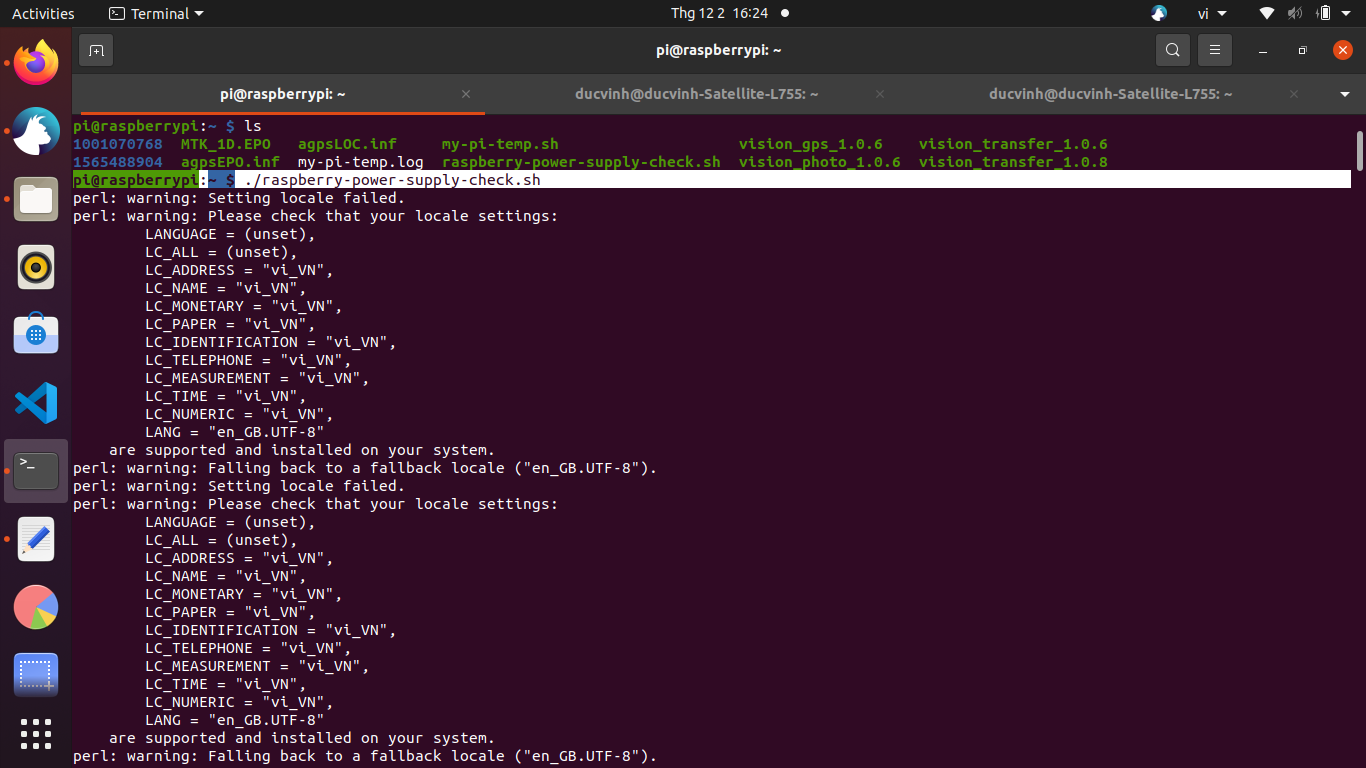 Activities Terminal Thg 12 2 16:24 vi
pi@raspberrypi: ~
pi@raspberrypi: ~ ducvinh@ducvinh-Satellite-L755: ~ ducvinh@ducvinh-Satellite-L755: ~
pi@raspberrypi:~ $ ls
1001070768 MTK_1D.EPO agpsLOC.inf my-pi-temp.sh vision_gps_1.0.6 vision_transfer_1.0.6
1565488904 agpsEPO.inf my-pi-temp.log raspberry-power-supply-check.sh vision_photo_1.0.6 vision_transfer_1.0.8
pi@raspberrypi:~ $ ./raspberry-power-supply-check.sh
perl: warning: Setting locale failed.
perl: warning: Please check that your locale settings:
LANGUAGE = (unset),
LC_ALL = (unset),
LC_ADDRESS = "vi_VN",
LC_NAME = "vi_VN",
LC_MONETARY = "vi_VN",
LC_PAPER = "vi_VN",
LC_IDENTIFICATION = "vi_VN",
LC_TELEPHONE = "vi_VN",
LC_MEASUREMENT = "vi_VN",
LC_TIME = "vi_VN",
LC_NUMERIC = "vi_VN",
LANG = "en_GB.UTF-8"
are supported and installed on your system.
perl: warning: Falling back to a fallback locale ("en_GB.UTF-8").
perl: warning: Setting locale failed.
perl: warning: Please check that your locale settings:
LANGUAGE = (unset),
LC_ALL = (unset),
LC_ADDRESS = "vi_VN",
LC_NAME = "vi_VN",
LC_MONETARY = "vi_VN",
LC_PAPER = "vi_VN",
LC_IDENTIFICATION = "vi_VN",
LC_TELEPHONE = "vi_VN",
LC_MEASUREMENT = "vi_VN",
LC_TIME = "vi_VN",
LC_NUMERIC = "vi_VN",
LANG = "en_GB.UTF-8"
are supported and installed on your system.
perl: warning: Falling back to a fallback locale ("en_GB.UTF-8").